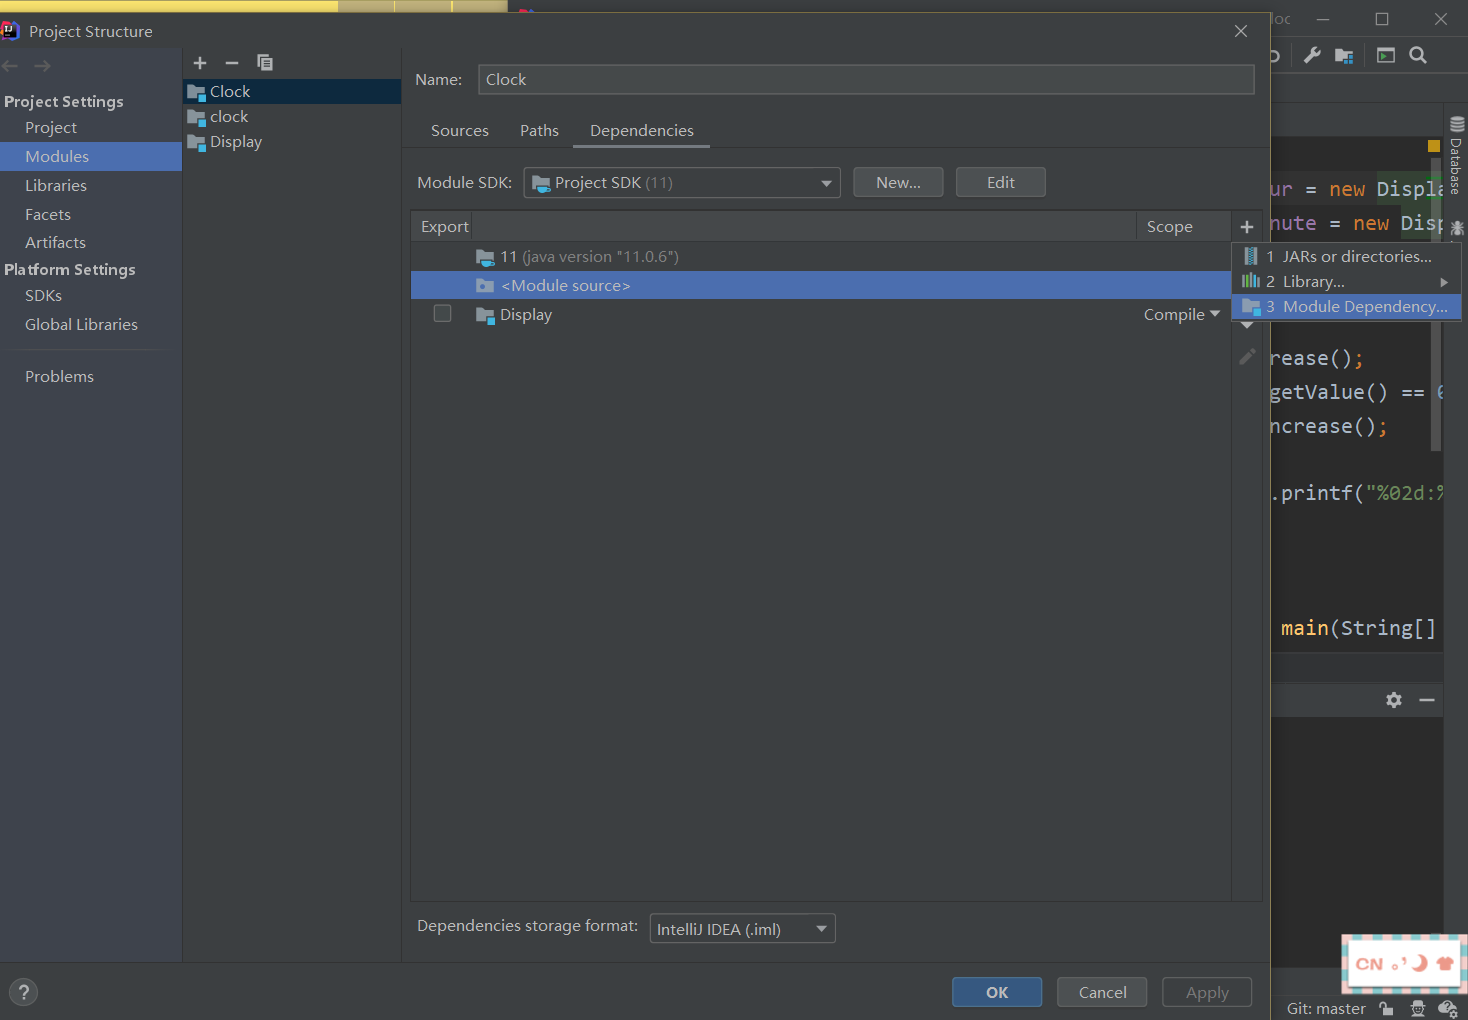 Project Structure
Project Settings
Project
Modules
Libraries
Facets
Artifacts
Platform Settings
SDKs
Global Libraries
Problems
Clock
clock
Display
Name: Clock
Sources Paths Dependencies
Module SDK: Project SDK (11) New... Edit
Export Scope
11 (java version "11.0.6")
<Module source>
Display Compile
1 JARs or directories...
2 Library...
3 Module Dependency...
Dependencies storage format: IntelliJ IDEA (.iml)
? OK Cancel Apply
loc
ur = new Displa
nute = new Disp
rease();
getValue() == 0
ncrease();
.printf("%02d:%
main(String[]
Database
CN
Git: master